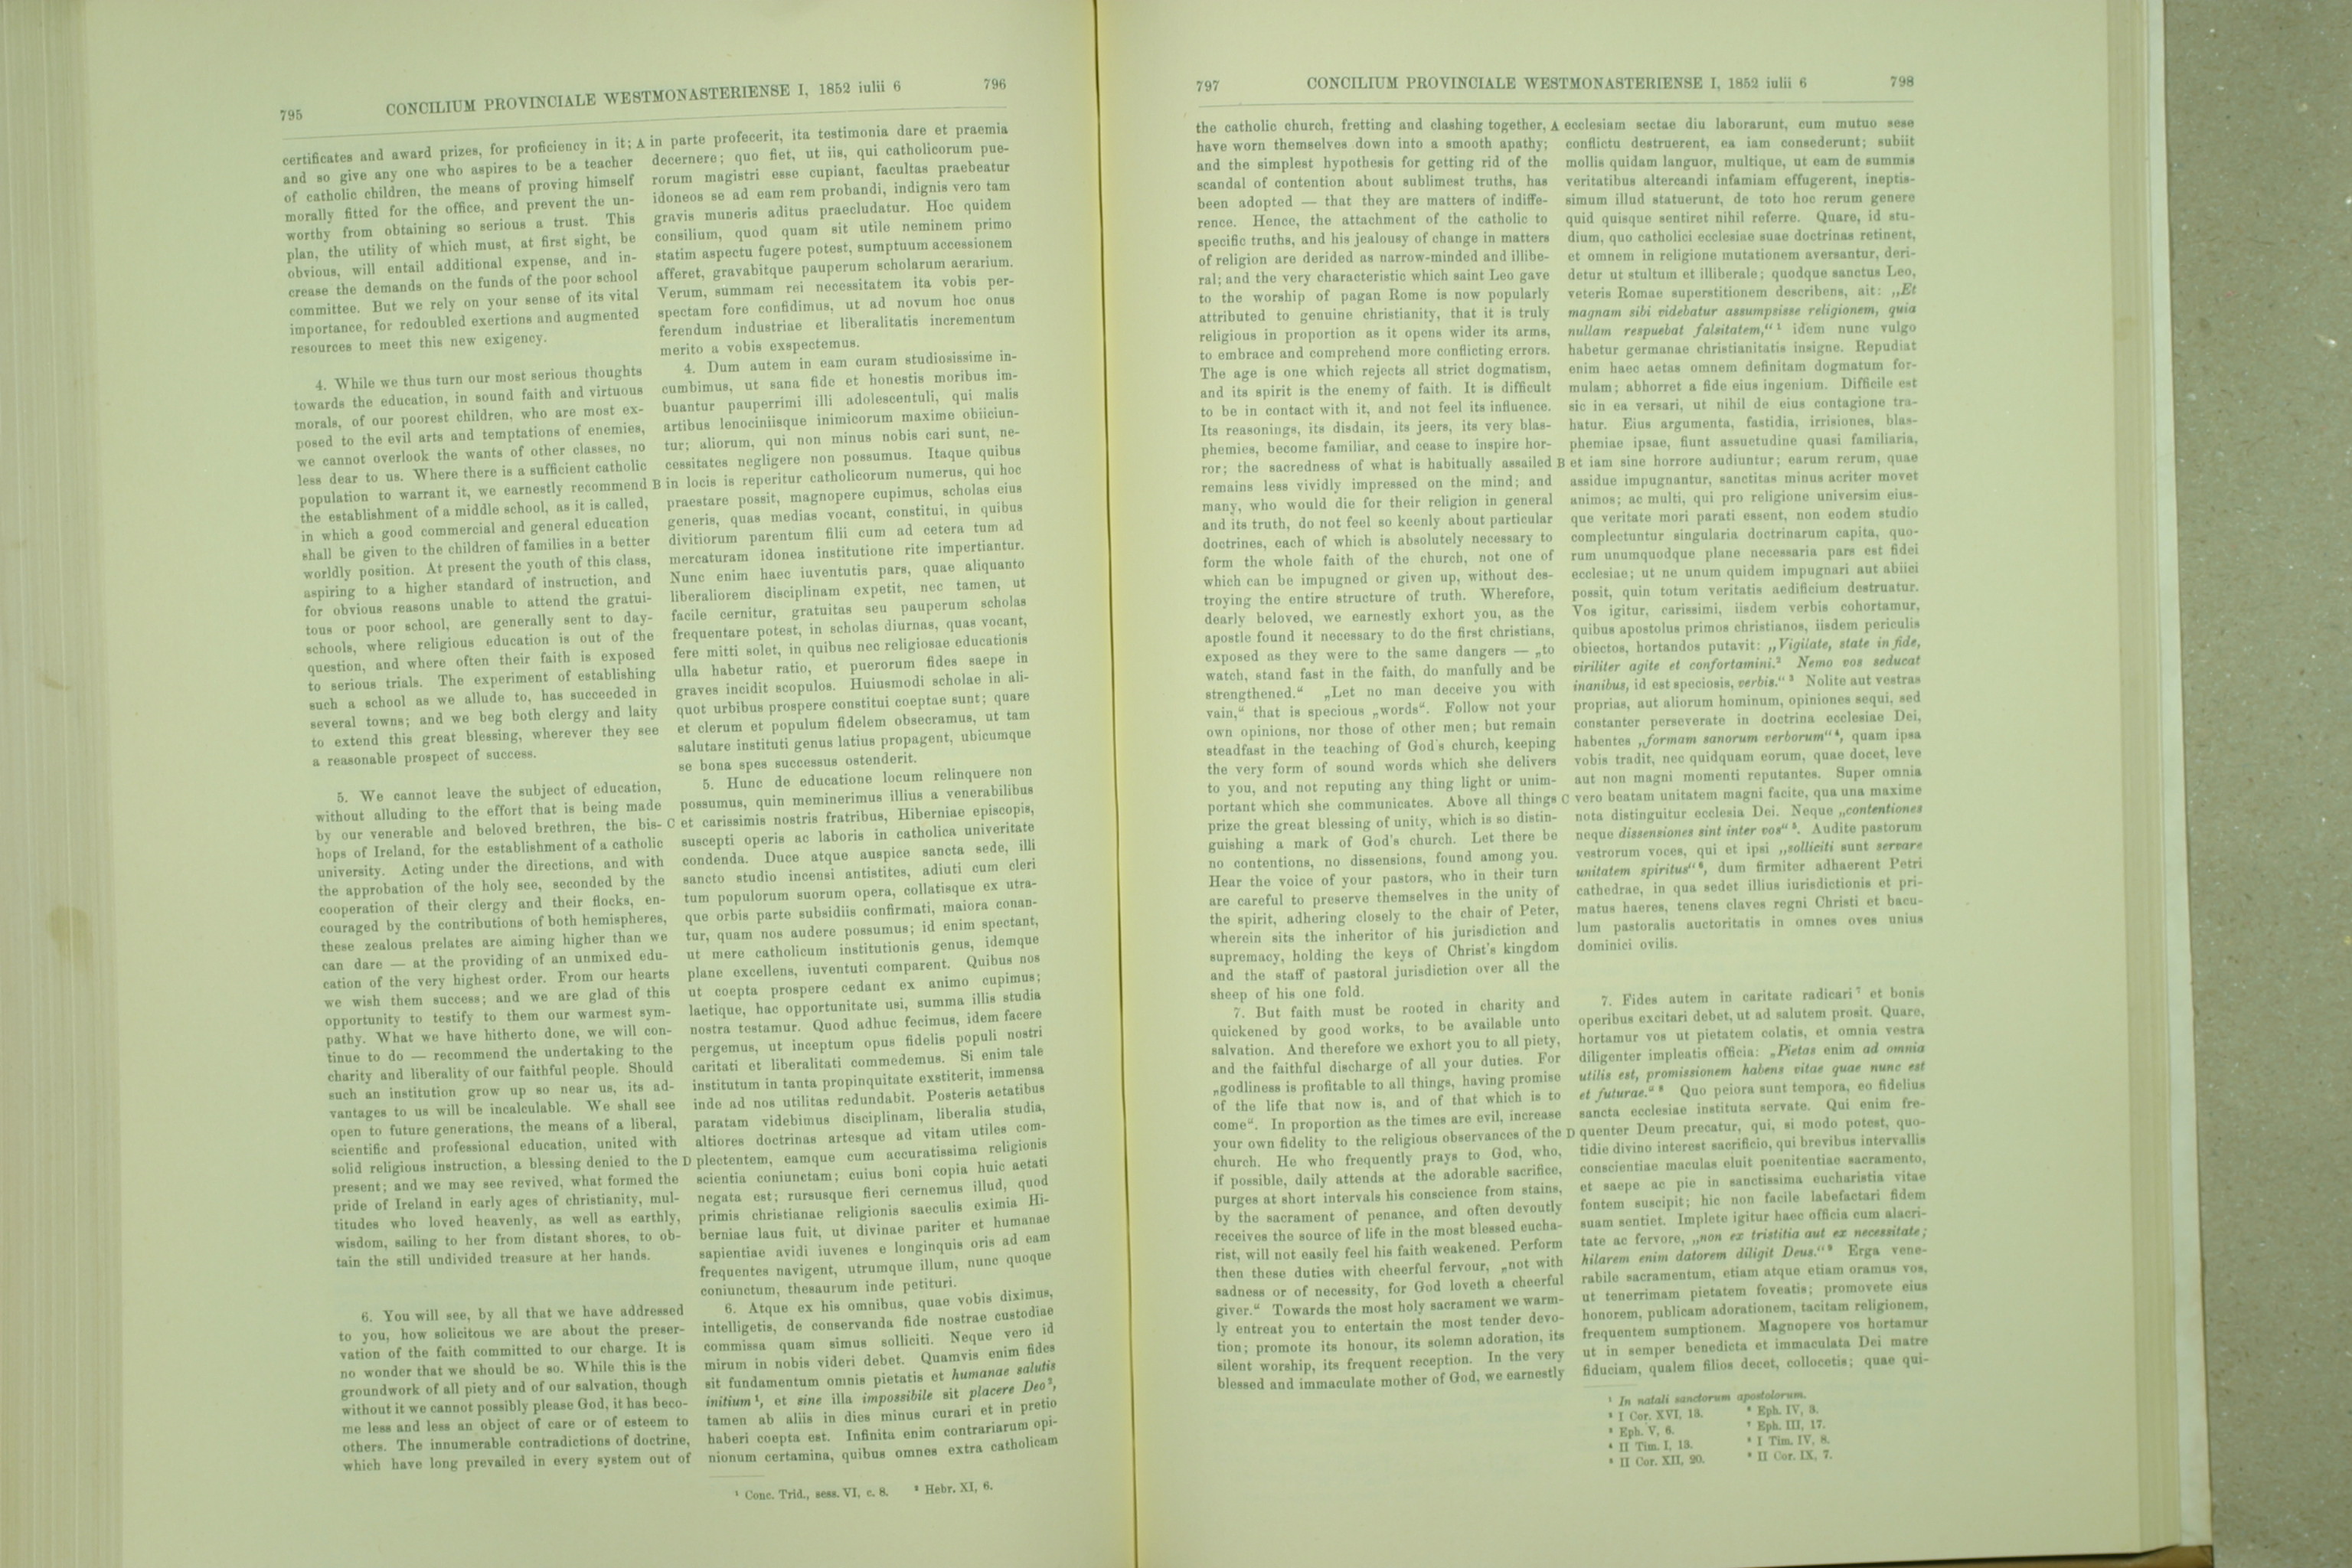 795
CONCILIUM PROVINCIALE WESTMONASTERIENSE I, 1852 iulii 6
796
certificates and award prizes, for proficiency in it;
and so give any one who aspires to be a teacher
of catholic children, the means of proving himself
morally fitted for the office, and prevent the un-
worthy from obtaining so serious a trust. This
plan, the utility of which must, at first sight, be
obvious, will entail additional expense, and in-
crease the demands on the funds of the poor school
committee. But we rely on your sense of its vital
importance, for redoubled exertions and augmented
resources to meet this new exigency.
4. While we thus turn our most serious thoughts
towards the education, in sound faith and virtuous
morals, of our poorest children, who are most ex-
posed to the evil arts and temptations of enemies,
we cannot overlook the wants of other classes, no
less dear to us. Where there is a sufficient catholic
population to warrant it, we earnestly recommend
the establishment of a middle school, as it is called,
in which a good commercial and general education
shall be given to the children of families in a better
worldly position. At present the youth of this class,
aspiring to a higher standard of instruction, and
for obvious reasons unable to attend the gratui-
tous or poor school, are generally sent to day-
schools, where religious education is out of the
question, and where often their faith is exposed
to serious trials. The experiment of establishing
such a school as we allude to, has succeeded in
several towns; and we beg both clergy and laity
to extend this great blessing, wherever they see
a reasonable prospect of success.
5. We cannot leave the subject of education,
without alluding to the effort that is being made
by our venerable and beloved brethren, the bis-
hops of Ireland, for the establishment of a catholic
university. Acting under the directions, and with
the approbation of the holy see, seconded by the
cooperation of their clergy and their flocks, en-
couraged by the contributions of both hemispheres,
these zealous prelates are aiming higher than we
can dare — at the providing of an unmixed edu-
cation of the very highest order. From our hearts
we wish them success; and we are glad of this
opportunity to testify to them our warmest sym-
pathy. What we have hitherto done, we will con-
tinue to do — recommend the undertaking to the
charity and liberality of our faithful people. Should
such an institution grow up so near us, its ad-
vantages to us will be incalculable. We shall see
open to future generations, the means of a liberal,
scientific and professional education, united with
solid religious instruction, a blessing denied to the
present; and we may see revived, what formed the
pride of Ireland in early ages of christianity, mul-
titudes who loved heavenly, as well as earthly,
wisdom, sailing to her from distant shores, to ob-
tain the still undivided treasure at her hands.
6. You will see, by all that we have addressed
to you, how solicitous we are about the preser-
vation of the faith committed to our charge. It is
no wonder that we should be so. While this is the
groundwork of all piety and of our salvation, though
without it we cannot possibly please God, it has beco-
me less and less an object of care or of esteem to
others. The innumerable contradictions of doctrine,
which have long prevailed in every system out of
A
B
C
D
in parte profecerit, ita testimonia dare et praemia
decernere; quo fiet, ut iis, qui catholicorum pue-
rorum magistri esse cupiant, facultas praebeatur
idoneos se ad eam rem probandi, indignis vero tam
gravis muneris aditus praecludatur. Hoc quidem
consilium, quod quam sit utile neminem primo
statim aspectu fugere potest, sumptuum accessionem
afferet, gravabitque pauperum scholarum aerarium.
Verum, summam rei necessitatem ita vobis per-
spectam fore confidimus, ut ad novum hoc onus
ferendum industriae et liberalitatis incrementum
merito a vobis exspectemus.
4. Dum autem in eam curam studiosissime in-
cumbimus, ut sana fide et honestis moribus im-
buantur pauperrimi illi adolescentuli, qui malis
artibus lenociniisque inimicorum maxime obiiciun-
tur; aliorum, qui non minus nobis cari sunt, ne-
cessitates negligere non possumus. Itaque quibus
in locis is reperitur catholicorum numerus, qui hoc
praestare possit, magnopere cupimus, scholas eius
generis, quas medias vocant, constitui, in quibus
divitiorum parentum filii cum ad cetera tum ad
mercaturam idonea institutione rite impertiantur.
Nunc enim haec iuventutis pars, quae aliquanto
liberaliorem disciplinam expetit, nec tamen, ut
facile cernitur, gratuitas seu pauperum scholas
frequentare potest, in scholas diurnas, quas vocant,
fere mitti solet, in quibus nec religiosae educationis
ulla habetur ratio, et puerorum fides saepe in
graves incidit scopulos. Huiusmodi scholae in ali-
quot urbibus prospere constitui coeptae sunt; quare
et clerum et populum fidelem obsecramus, ut tam
salutare instituti genus latius propagent, ubicumque
se bona spes successus ostenderit.
5. Hunc de educatione locum relinquere non
possumus, quin meminerimus illius a venerabilibus
et carissimis nostris fratribus, Hiberniae episcopis,
suscepti operis ac laboris in catholica univeritate
condenda. Duce atque auspice sancta sede, illi
sancto studio incensi antistites, adiuti cum cleri
tum populorum suorum opera, collatisque ex utra-
que orbis parte subsidiis confirmati, maiora conan-
tur, quam nos audere possumus; id enim spectant,
ut mere catholicum institutionis genus, idemque
plane excellens, iuventuti comparent. Quibus nos
ut coepta prospere cedant ex animo cupimus;
laetique, hac opportunitate usi, summa illis studia
nostra testamur. Quod adhuc fecimus, idem facere
pergemus, ut inceptum opus fidelis populi nostri
caritati et liberalitati commedemus. Si enim tale
institutum in tanta propinquitate exstiterit, immensa
inde ad nos utilitas redundabit. Posteris aetatibus
paratam videbimus disciplinam, liberalia studia,
altiores doctrinas artesque ad vitam utiles com-
plectentem, eamque cum accuratissima religionis
scientia coniunctam; cuius boni copia huic aetati
negata est; rursusque fieri cernemus illud, quod
primis christianae religionis saeculis eximia Hi-
berniae laus fuit, ut divinae pariter et humanae
sapientiae avidi iuvenes e longinquis oris ad eam
frequentes navigent, utrumque illum, nunc quoque
coniunctum, thesaurum inde petituri.
6. Atque ex his omnibus, quae vobis diximus,
intelligetis, de conservanda fide nostrae custodiae
commissa quam simus solliciti. Neque vero id
mirum in nobis videri debet. Quamvis enim fides
sit fundamentum omnis pietatis et humanae salutis
initium¹, et sine illa impossibile sit placere Deo²,
tamen ab aliis in dies minus curari et in pretio
haberi coepta est. Infinita enim contrariarum opi-
nionum certamina, quibus omnes extra catholicam
¹ Conc. Trid., sess. VI, c. 8. ² Hebr. XI, 6.
797
CONCILIUM PROVINCIALE WESTMONASTERIENSE I, 1852 iulii 6
798
the catholic church, fretting and clashing together,
have worn themselves down into a smooth apathy;
and the simplest hypothesis for getting rid of the
scandal of contention about sublimest truths, has
been adopted — that they are matters of indiffe-
rence. Hence, the attachment of the catholic to
specific truths, and his jealousy of change in matters
of religion are derided as narrow-minded and illibe-
ral; and the very characteristic which saint Leo gave
to the worship of pagan Rome is now popularly
attributed to genuine christianity, that it is truly
religious in proportion as it opens wider its arms,
to embrace and comprehend more conflicting errors.
The age is one which rejects all strict dogmatism,
and its spirit is the enemy of faith. It is difficult
to be in contact with it, and not feel its influence.
Its reasonings, its disdain, its jeers, its very blas-
phemies, become familiar, and cease to inspire hor-
ror; the sacredness of what is habitually assailed
remains less vividly impressed on the mind; and
many, who would die for their religion in general
and its truth, do not feel so keenly about particular
doctrines, each of which is absolutely necessary to
form the whole faith of the church, not one of
which can be impugned or given up, without des-
troying the entire structure of truth. Wherefore,
dearly beloved, we earnestly exhort you, as the
apostle found it necessary to do the first christians,
exposed as they were to the same dangers — „to
watch, stand fast in the faith, do manfully and be
strengthened.“ „Let no man deceive you with
vain,“ that is specious „words“. Follow not your
own opinions, nor those of other men; but remain
steadfast in the teaching of God's church, keeping
the very form of sound words which she delivers
to you, and not reputing any thing light or unim-
portant which she communicates. Above all things
prize the great blessing of unity, which is so distin-
guishing a mark of God's church. Let there be
no contentions, no dissensions, found among you.
Hear the voice of your pastors, who in their turn
are careful to preserve themselves in the unity of
the spirit, adhering closely to the chair of Peter,
wherein sits the inheritor of his jurisdiction and
supremacy, holding the keys of Christ's kingdom
and the staff of pastoral jurisdiction over all the
sheep of his one fold.
7. But faith must be rooted in charity and
quickened by good works, to be available unto
salvation. And therefore we exhort you to all piety,
and the faithful discharge of all your duties. For
„godliness is profitable to all things, having promise
of the life that now is, and of that which is to
come“. In proportion as the times are evil, increase
your own fidelity to the religious observances of the
church. He who frequently prays to God, who,
if possible, daily attends at the adorable sacrifice,
purges at short intervals his conscience from stains,
by the sacrament of penance, and often devoutly
receives the source of life in the most blessed eucha-
rist, will not easily feel his faith weakened. Perform
then these duties with cheerful fervour, „not with
sadness or of necessity, for God loveth a cheerful
giver.“ Towards the most holy sacrament we warm-
ly entreat you to entertain the most tender devo-
tion; promote its honour, its solemn adoration, its
silent worship, its frequent reception. In the very
blessed and immaculate mother of God, we earnestly
A
B
C
D
ecclesiam sectae diu laborarunt, cum mutuo sese
conflictu destruerent, ea iam consederunt; subiit
mollis quidam languor, multique, ut eam de summis
veritatibus altercandi infamiam effugerent, ineptis-
simum illud statuerunt, de toto hoc rerum genere
quid quisque sentiret nihil referre. Quare, id stu-
dium, quo catholici ecclesiae suae doctrinas retinent,
et omnem in religione mutationem aversantur, deri-
detur ut stultum et illiberale; quodque sanctus Leo,
veteris Romae superstitionem describens, ait: „Et
magnam sibi videbatur assumpsisse religionem, quia
nullam respuebat falsitatem,“¹ idem nunc vulgo
habetur germanae christianitatis insigne. Repudiat
enim haec aetas omnem definitam dogmatum for-
mulam; abhorret a fide eius ingenium. Difficile est
sic in ea versari, ut nihil de eius contagione tra-
hatur. Eius argumenta, fastidia, irrisiones, blas-
phemiae ipsae, fiunt assuetudine quasi familiaria,
et iam sine horrore audiuntur; earum rerum, quae
assidue impugnantur, sanctitas minus acriter movet
animos; ac multi, qui pro religione universim eius-
que veritate mori parati essent, non eodem studio
complectuntur singularia doctrinarum capita, quo-
rum unumquodque plane necessaria pars est fidei
ecclesiae; ut ne unum quidem impugnari aut abiici
possit, quin totum veritatis aedificium destruatur.
Vos igitur, carissimi, iisdem verbis cohortamur,
quibus apostolus primos christianos, iisdem periculis
obiectos, hortandos putavit: „Vigilate, state in fide,
viriliter agite et confortamini.² Nemo vos seducat
inanibus, id est speciosis, verbis.“³ Nolite aut vestras
proprias, aut aliorum hominum, opiniones sequi, sed
constanter perseverate in doctrina ecclesiae Dei,
habentes „formam sanorum verborum“⁴, quam ipsa
vobis tradit, nec quidquam eorum, quae docet, leve
aut non magni momenti reputantes. Super omnia
vero beatam unitatem magni facite, qua una maxime
nota distinguitur ecclesia Dei. Neque „contentiones
neque dissensiones sint inter vos“⁵. Audite pastorum
vestrorum voces, qui et ipsi „solliciti sunt servare
unitatem spiritus“⁶, dum firmiter adhaerent Petri
cathedrae, in qua sedet illius iurisdictionis et pri-
matus haeres, tenens claves regni Christi et bacu-
lum pastoralis auctoritatis in omnes oves unius
dominici ovilis.
7. Fides autem in caritate radicari⁷ et bonis
operibus excitari debet, ut ad salutem prosit. Quare,
hortamur vos ut pietatem colatis, et omnia vestra
diligenter impleatis officia: „Pietas enim ad omnia
utilis est, promissionem habens vitae quae nunc est
et futurae.“⁸ Quo peiora sunt tempora, eo fidelius
sancta ecclesiae instituta servate. Qui enim fre-
quenter Deum precatur, qui, si modo potest, quo-
tidie divino interest sacrificio, qui brevibus intervallis
conscientiae maculas eluit poenitentiae sacramento,
et saepe ac pie in sanctissima eucharistia vitae
fontem suscipit; hic non facile labefactari fidem
suam sentiet. Implete igitur haec officia cum alacri-
tate ac fervore, „non ex tristitia aut ex necessitate;
hilarem enim datorem diligit Deus.“⁹ Erga vene-
rabile sacramentum, etiam atque etiam oramus vos,
ut tenerrimam pietatem foveatis; promovete eius
honorem, publicam adorationem, tacitam religionem,
frequentem sumptionem. Magnopere vos hortamur
ut in semper benedicta et immaculata Dei matre
fiduciam, qualem filios decet, collocetis; quae qui-
¹ In natali sanctorum apostolorum.
² I Cor. XVI, 13.
³ Eph. V, 6.
⁴ II Tim. I, 13.
⁵ II Cor. XII, 20.
⁶ Eph. IV, 3.
⁷ Eph. III, 17.
⁸ I Tim. IV, 8.
⁹ II Cor. IX, 7.